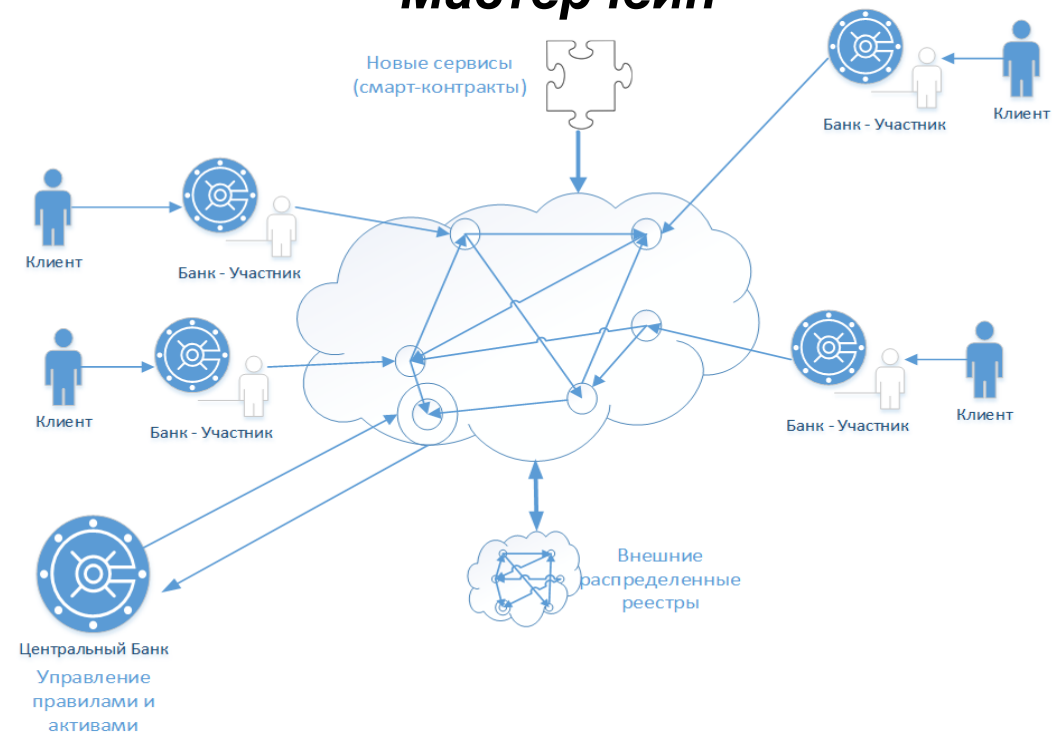 Мастерчейн
Новые сервисы
(смарт-контракты)
Банк - Участник
Клиент
Клиент
Банк - Участник
Клиент
Банк - Участник
Банк - Участник
Клиент
Внешние
распределенные
реестры
Центральный Банк
Управление
правилами и
активами